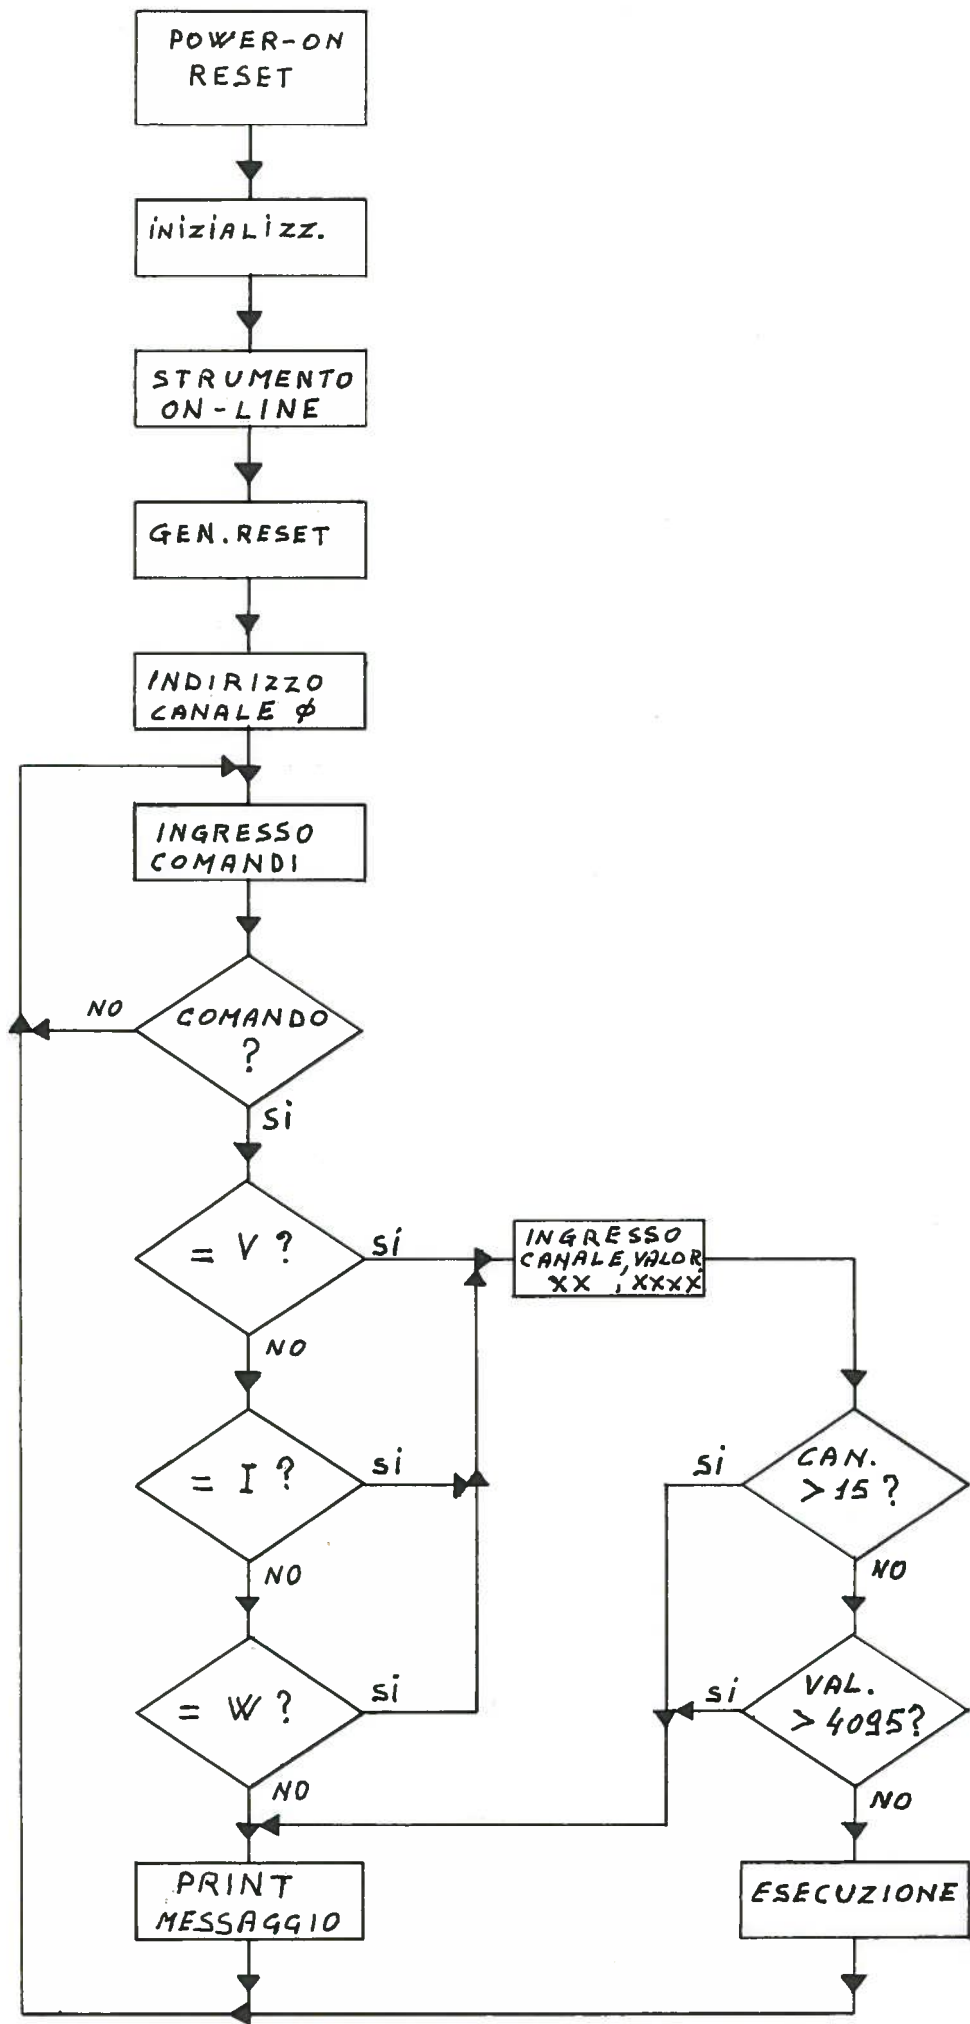 POWER-ON
RESET
INIZIALIZZ.
STRUMENTO
ON-LINE
GEN. RESET
INDIRIZZO
CANALE Ø
INGRESSO
COMANDI
NO
COMANDO
?
Si
= V ?
Si
INGRESSO
CANALE, VALOR.
XX , XXXX
NO
= I ?
Si
Si
CAN.
>15 ?
NO
NO
= W ?
Si
Si
VAL.
> 4095?
NO
NO
PRINT
MESSAGGIO
ESECUZIONE